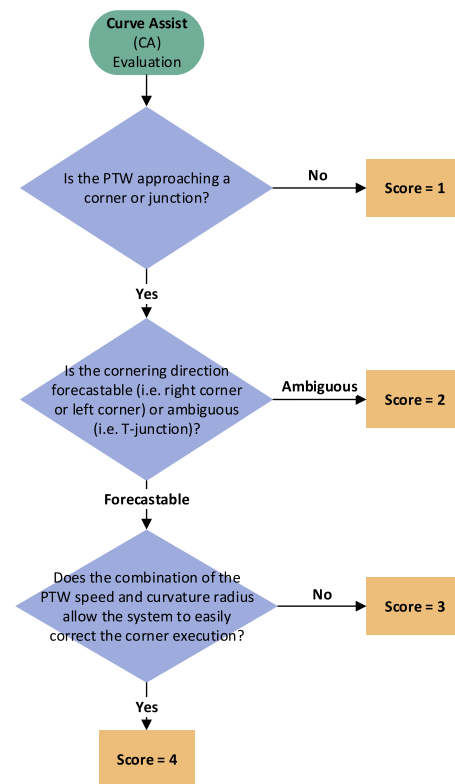 Curve Assist
(CA)
Evaluation
Is the PTW approaching a
corner or junction?
No
Score = 1
Yes
Is the cornering direction
forecastable (i.e. right corner
or left corner) or ambiguous
(i.e. T-junction)?
Ambiguous
Score = 2
Forecastable
Does the combination of the
PTW speed and curvature radius
allow the system to easily
correct the corner execution?
No
Score = 3
Yes
Score = 4